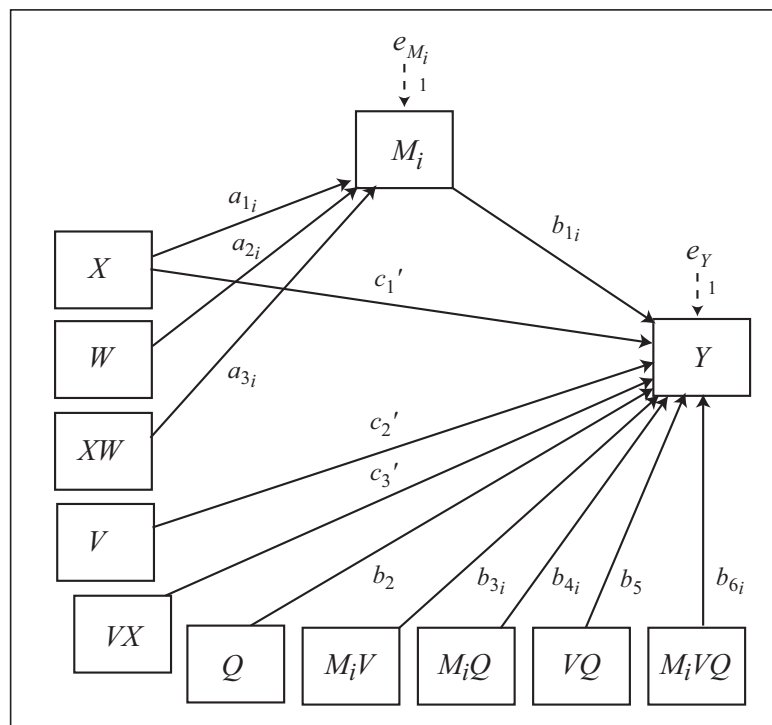 e_{M_i}
1
M_i
a_{1_i}
b_{1_i}
a_{2_i}
X
c_1′
e_Y
1
W
Y
a_{3_i}
XW
c_2′
c_3′
V
b_2
b_{3_i}
b_{4_i}
b_5
b_{6_i}
VX
Q
M_iV
M_iQ
VQ
M_iVQ